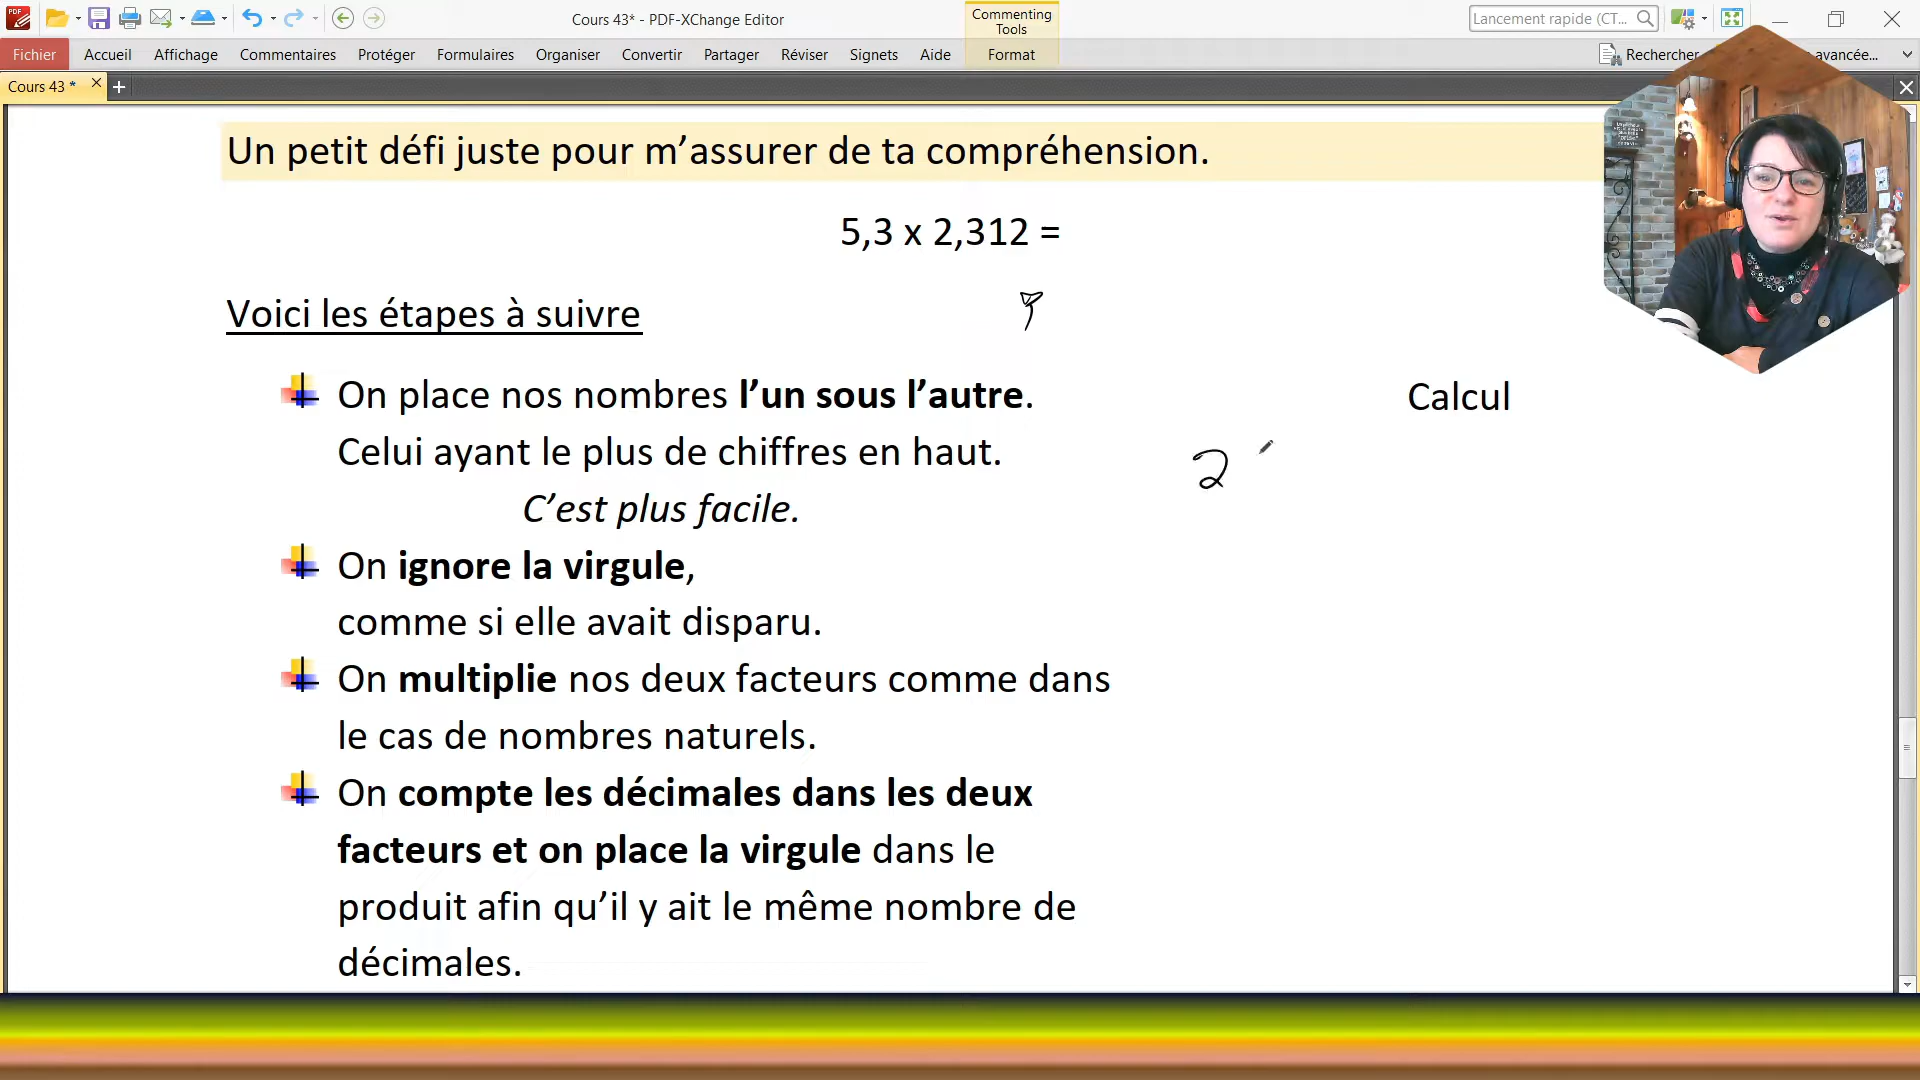 Cours 43* - PDF-XChange Editor
Commenting
Tools
Lancement rapide (CT...
Fichier
Accueil
Affichage
Commentaires
Protéger
Formulaires
Organiser
Convertir
Partager
Réviser
Signets
Aide
Format
Rechercher
avancée...
Cours 43 *
Un petit défi juste pour m’assurer de ta compréhension.
5,3 x 2,312 =
Voici les étapes à suivre
On place nos nombres l’un sous l’autre.
Calcul
Celui ayant le plus de chiffres en haut.
2
C’est plus facile.
On ignore la virgule,
comme si elle avait disparu.
On multiplie nos deux facteurs comme dans
le cas de nombres naturels.
On compte les décimales dans les deux
facteurs et on place la virgule dans le
produit afin qu’il y ait le même nombre de
décimales.